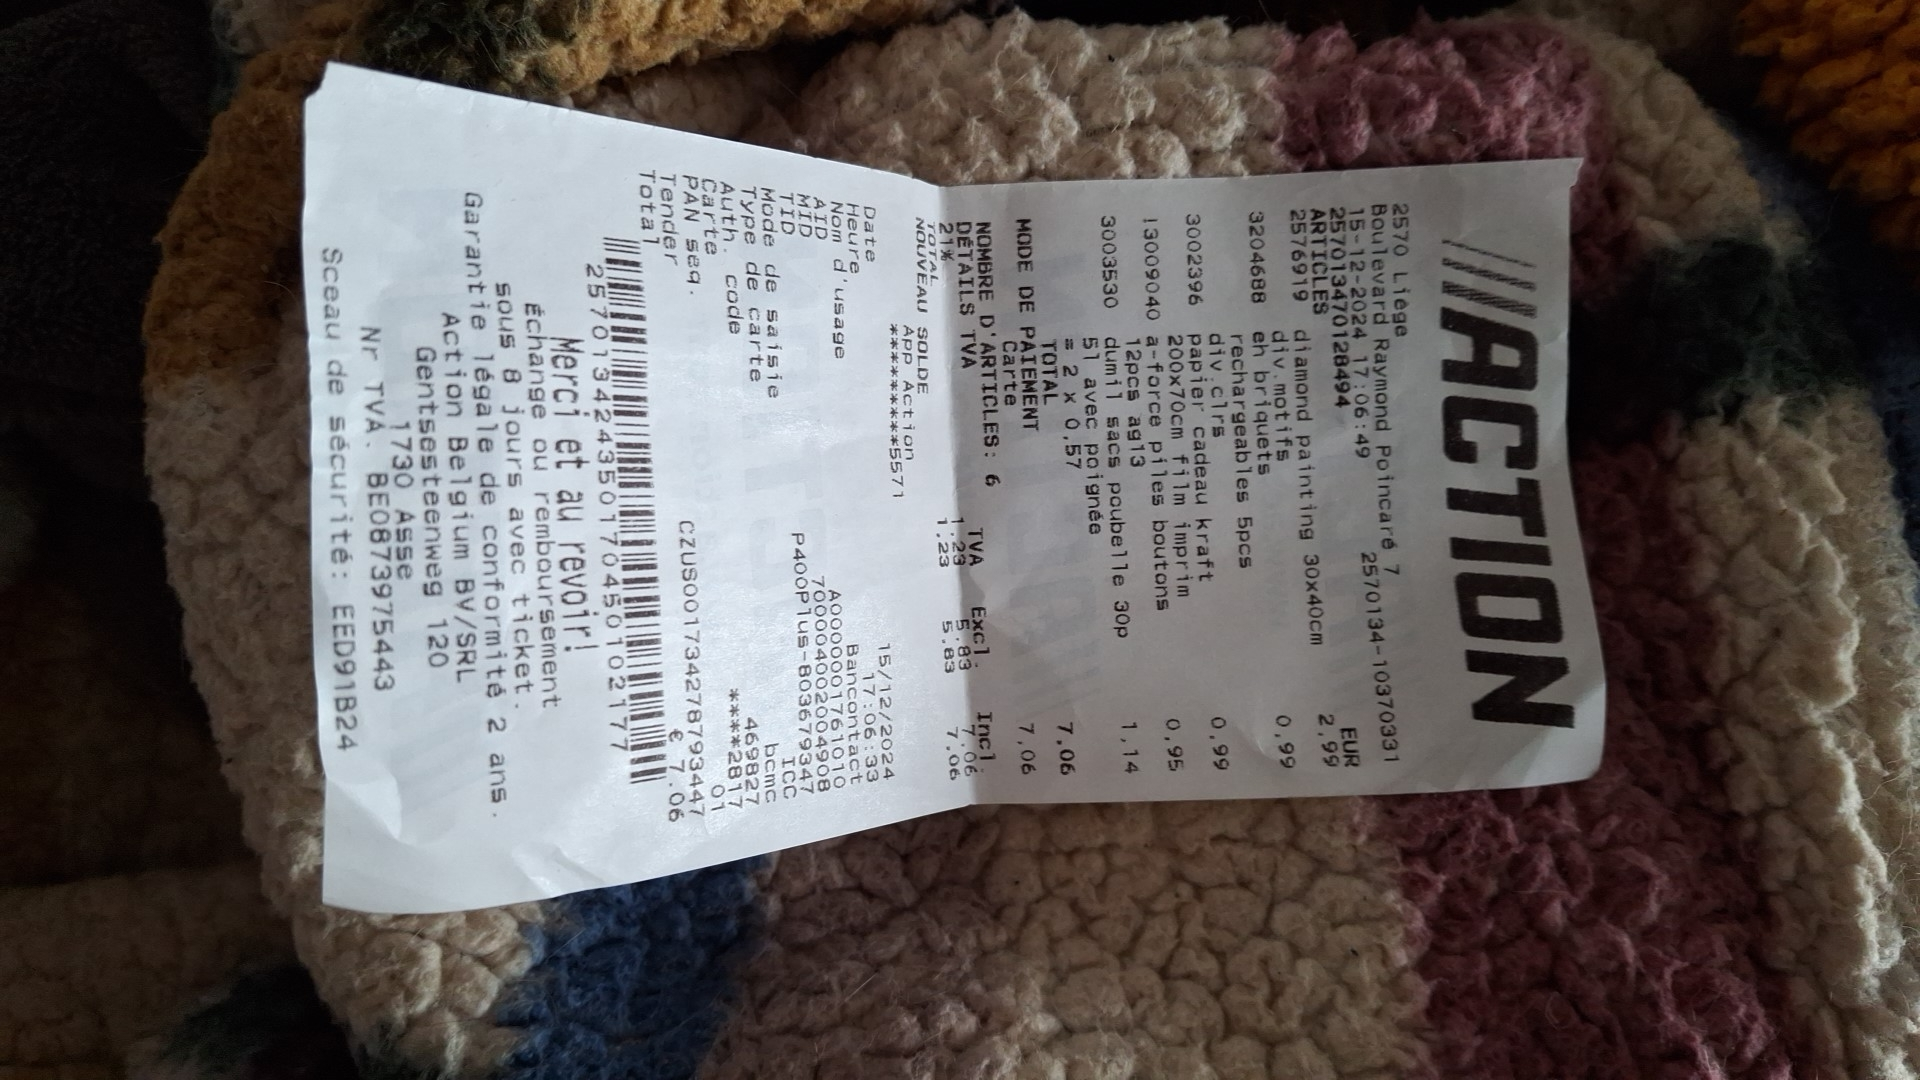 ACTION
2570 Liège
Boulevard Raymond Poincaré 7
15-12-2024 17:06:49 2570134-10370331
257013470128494
ARTICLES EUR
2576919 diamond painting 30x40cm 2,99
div.motifs
3204688 eh briquets 0,99
rechargeables 5pcs
div.clrs
3002396 papier cadeau kraft 0,99
200x70cm film imprim
13009040 a-force piles boutons 0,95
12pcs ag13
3003530 dumil sacs poubelle 30p 1,14
51 avec poignée
= 2 x 0,57
TOTAL 7,06
MODE DE PAIEMENT
Carte 7,06
NOMBRE D'ARTICLES: 6
DÉTAILS TVA TVA Excl. Incl.
21% 1,23 5,83 7,06
TOTAL 1,23 5,83 7,06
NOUVEAU SOLDE
App Action
*********5571
Date 15/12/2024
Heure 17:06:33
Nom d'usage Bancontact
AID A0000001761010
MID 70000400204908
TID P400Plus-803679347
Mode de saisie ICC
Type de carte bcmc
Auth. code 469827
Carte ****2817
PAN seq. 01
Tender CZUS001734278793447
Total € 7.06
257013424350170450102177
Merci et au revoir!
Échange ou remboursement
sous 8 jours avec ticket.
Garantie légale de conformité 2 ans.
Action Belgium BV/SRL
Gentsesteenweg 120
1730 Asse
Nr TVA. BE0873975443
Sceau de sécurité: EED91B24